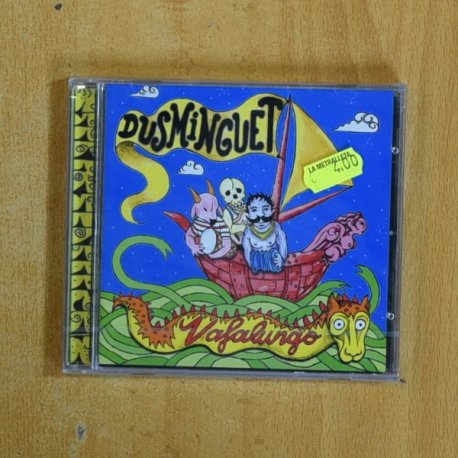 DUSMINGUET
LA METRALLETA
4,00
Vafalungo